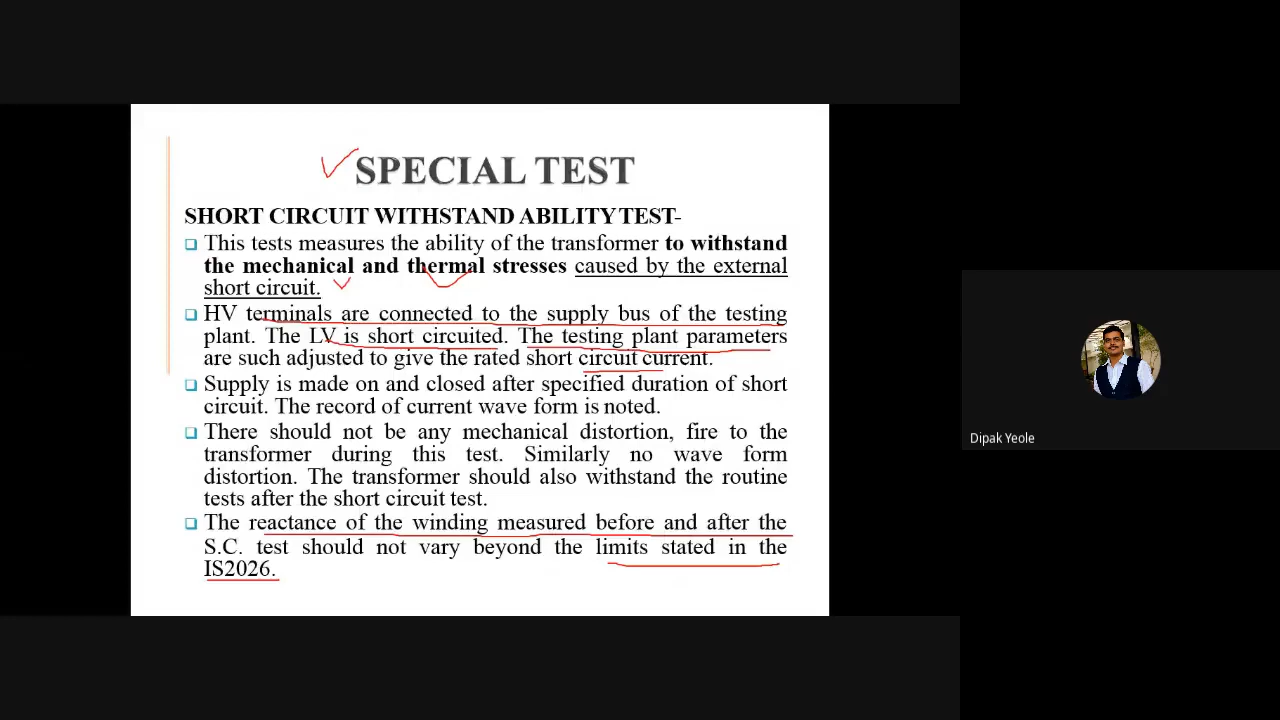 SPECIAL TEST
SHORT CIRCUIT WITHSTAND ABILITY TEST-
This tests measures the ability of the transformer to withstand
the mechanical and thermal stresses caused by the external
short circuit.
HV terminals are connected to the supply bus of the testing
plant. The LV is short circuited. The testing plant parameters
are such adjusted to give the rated short circuit current.
Supply is made on and closed after specified duration of short
circuit. The record of current wave form is noted.
There should not be any mechanical distortion, fire to the
transformer during this test. Similarly no wave form
distortion. The transformer should also withstand the routine
tests after the short circuit test.
The reactance of the winding measured before and after the
S.C. test should not vary beyond the limits stated in the
IS2026.
Dipak Yeole